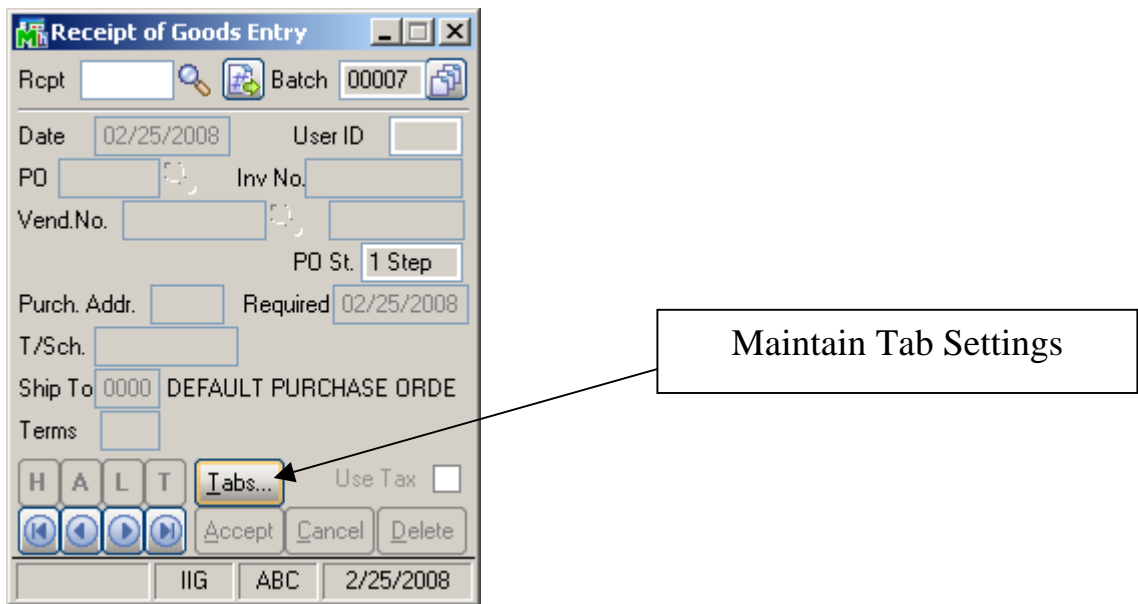 Receipt of Goods Entry
Rcpt Batch 00007
Date 02/25/2008 User ID
PO Inv No.
Vend.No.
PO St. 1 Step
Purch. Addr. Required 02/25/2008
T/Sch.
Maintain Tab Settings
Ship To 0000 DEFAULT PURCHASE ORDE
Terms
H A L T Tabs... Use Tax
Accept Cancel Delete
IIG ABC 2/25/2008